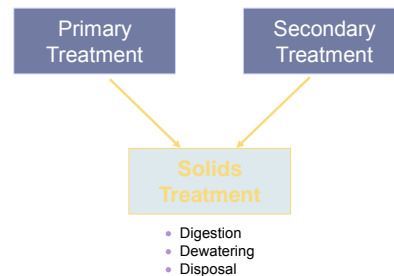 Primary
Treatment
Secondary
Treatment
Solids
Treatment
• Digestion
• Dewatering
• Disposal